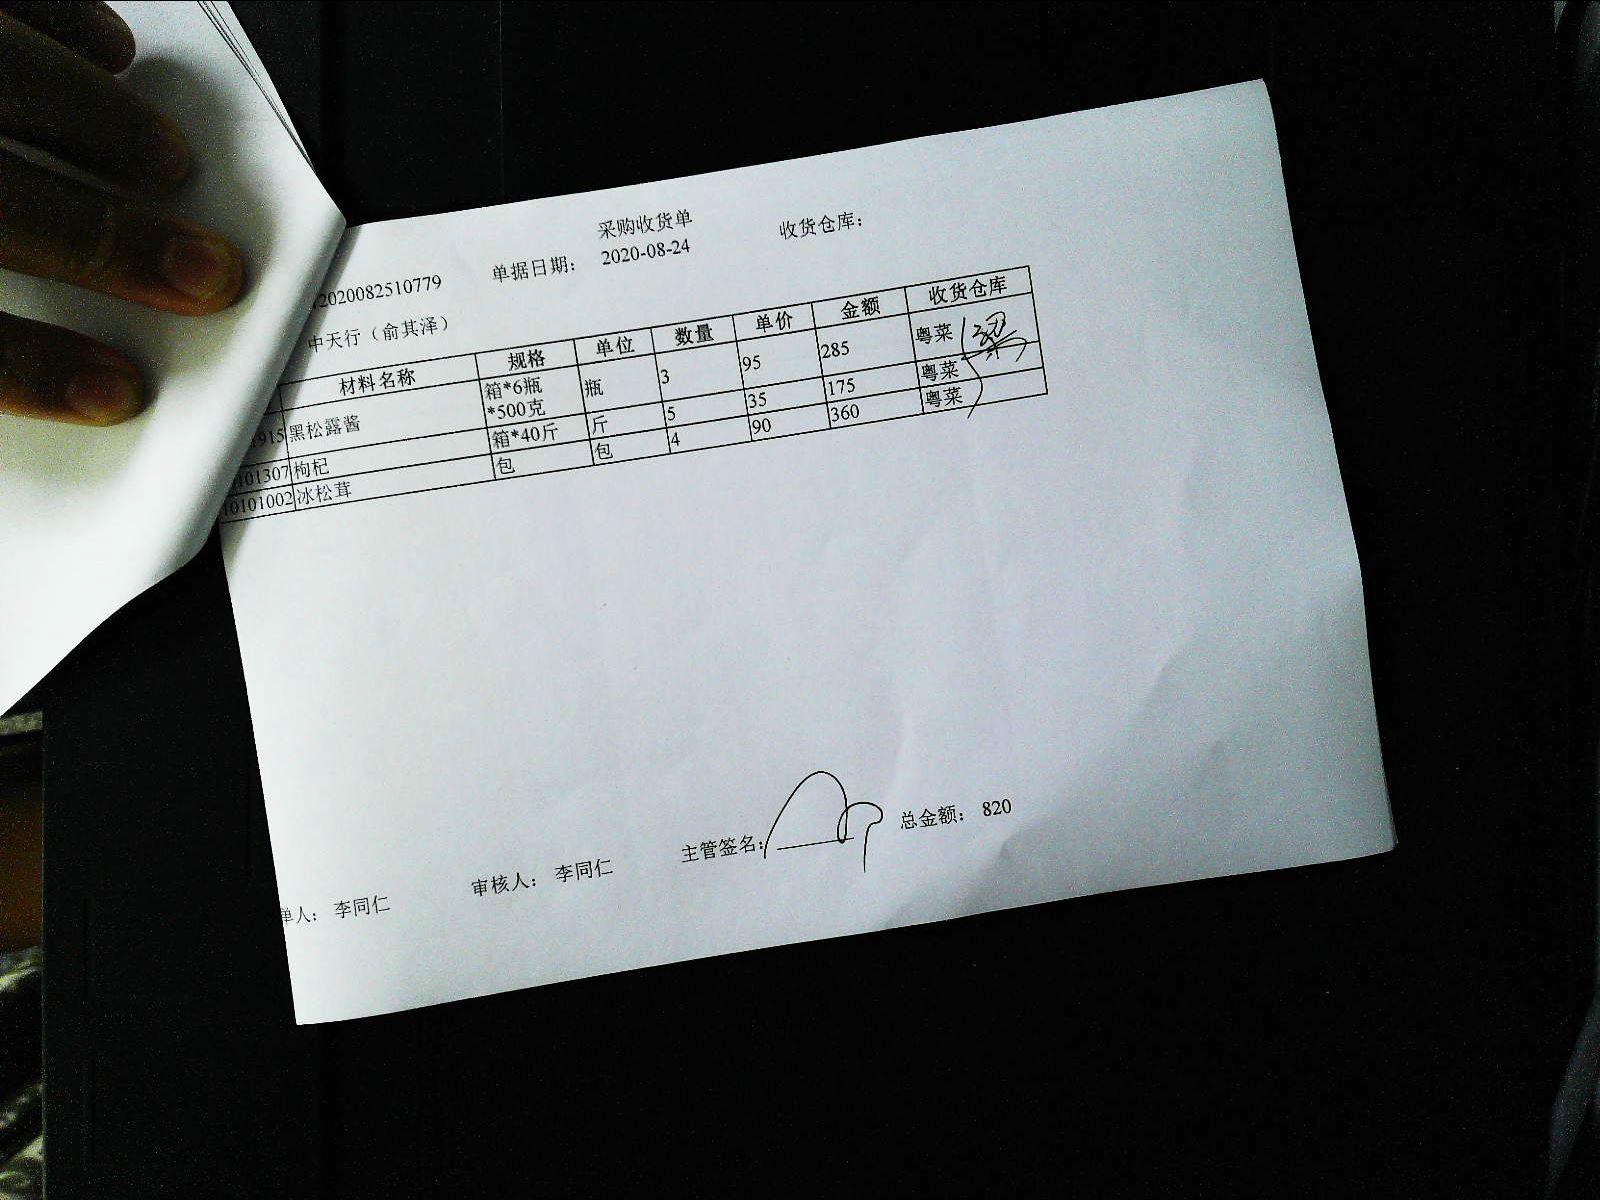 采购收货单
2020082510779 单据日期： 2020-08-24 收货仓库：
中天行（俞其泽）
材料名称 规格 单位 数量 单价 金额 收货仓库
915 黑松露酱 箱*6瓶*500克 瓶 3 95 285 粤菜
101307 枸杞 箱*40斤 斤 5 35 175 粤菜
10101002 冰松茸 包 包 4 90 360 粤菜
单人： 李同仁 审核人： 李同仁 主管签名： 总金额： 820